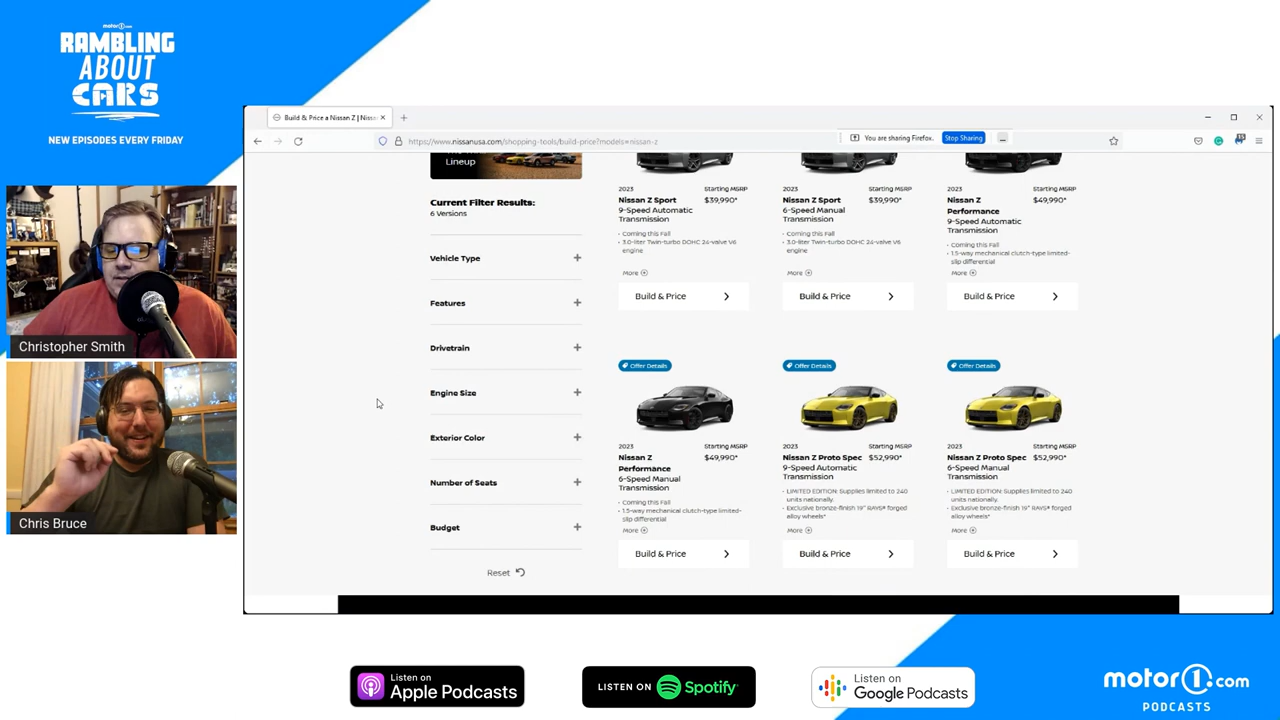 motor1.com
RAMBLING
ABOUT
CARS
NEW EPISODES EVERY FRIDAY
Christopher Smith
Chris Bruce
Build & Price a Nissan Z | Nissa
https://www.nissanusa.com/shopping-tools/build-price?models=nissan-z
You are sharing Firefox.
Stop Sharing
Lineup
Current Filter Results:
6 Versions
Vehicle Type
Features
Drivetrain
Engine Size
Exterior Color
Number of Seats
Budget
Reset
2023 Starting MSRP
Nissan Z Sport $39,990*
9-Speed Automatic
Transmission
- Coming this Fall
- 3.0-liter Twin-turbo DOHC 24-valve V6
engine
More
Build & Price
2023 Starting MSRP
Nissan Z Sport $39,990*
6-Speed Manual
Transmission
- Coming this Fall
- 3.0-liter Twin-turbo DOHC 24-valve V6
engine
More
Build & Price
2023 Starting MSRP
Nissan Z $49,990*
Performance
9-Speed Automatic
Transmission
- Coming this Fall
- 1.5-way mechanical clutch-type limited-
slip differential
More
Build & Price
Offer Details
2023 Starting MSRP
Nissan Z $49,990*
Performance
6-Speed Manual
Transmission
- Coming this Fall
- 1.5-way mechanical clutch-type limited-
slip differential
More
Build & Price
Offer Details
2023 Starting MSRP
Nissan Z Proto Spec $52,990*
9-Speed Automatic
Transmission
- LIMITED EDITION: Supplies limited to 240
units nationally.
- Exclusive bronze-finish 19" RAYS® forged
alloy wheels*
More
Build & Price
Offer Details
2023 Starting MSRP
Nissan Z Proto Spec $52,990*
6-Speed Manual
Transmission
- LIMITED EDITION: Supplies limited to 240
units nationally.
- Exclusive bronze-finish 19" RAYS® forged
alloy wheels*
More
Build & Price
Listen on
Apple Podcasts
LISTEN ON Spotify
Listen on
Google Podcasts
motor1.com
PODCASTS